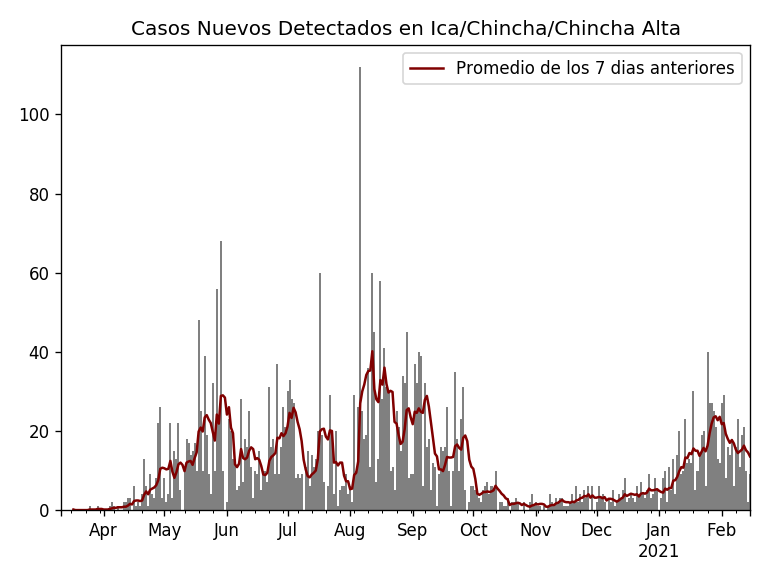 Casos Nuevos Detectados en Ica/Chincha/Chincha Alta
Promedio de los 7 dias anteriores
100
80
60
40
20
0
Apr May Jun Jul Aug Sep Oct Nov Dec Jan Feb
2021